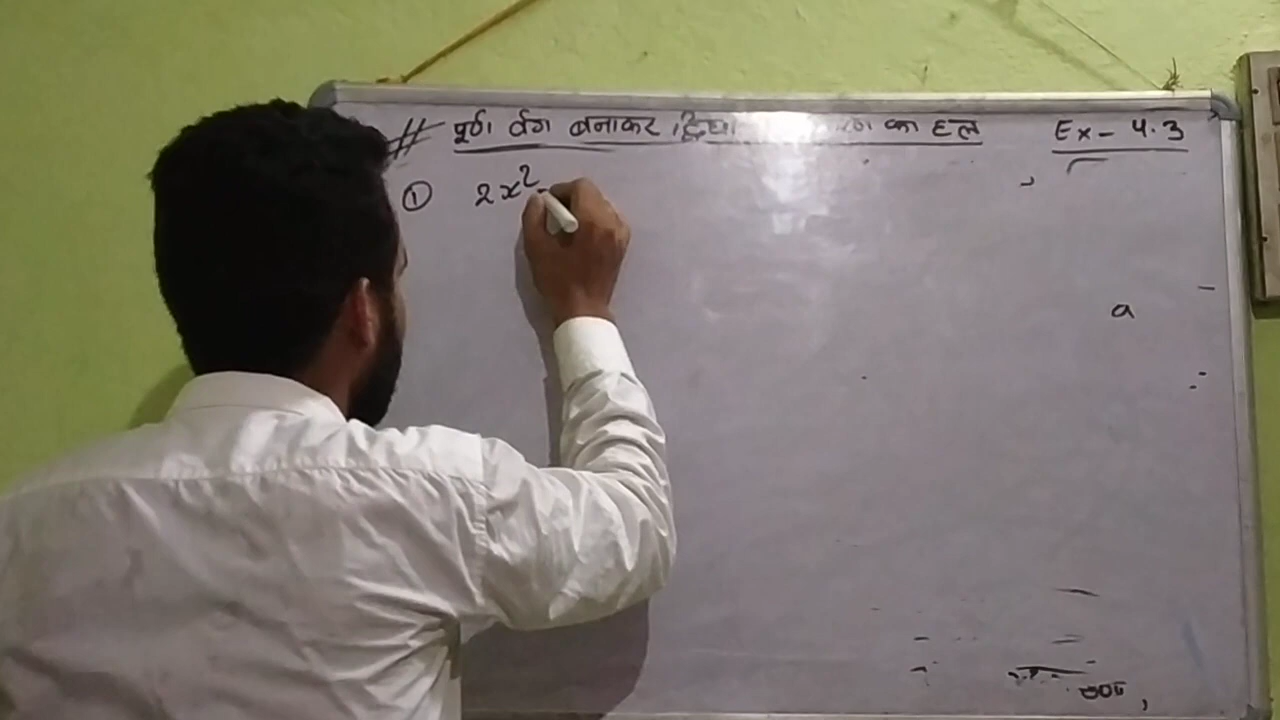 # पूर्ण वर्ग बनाकर द्विघा का हल Ex - 4.3
① 2x²
a